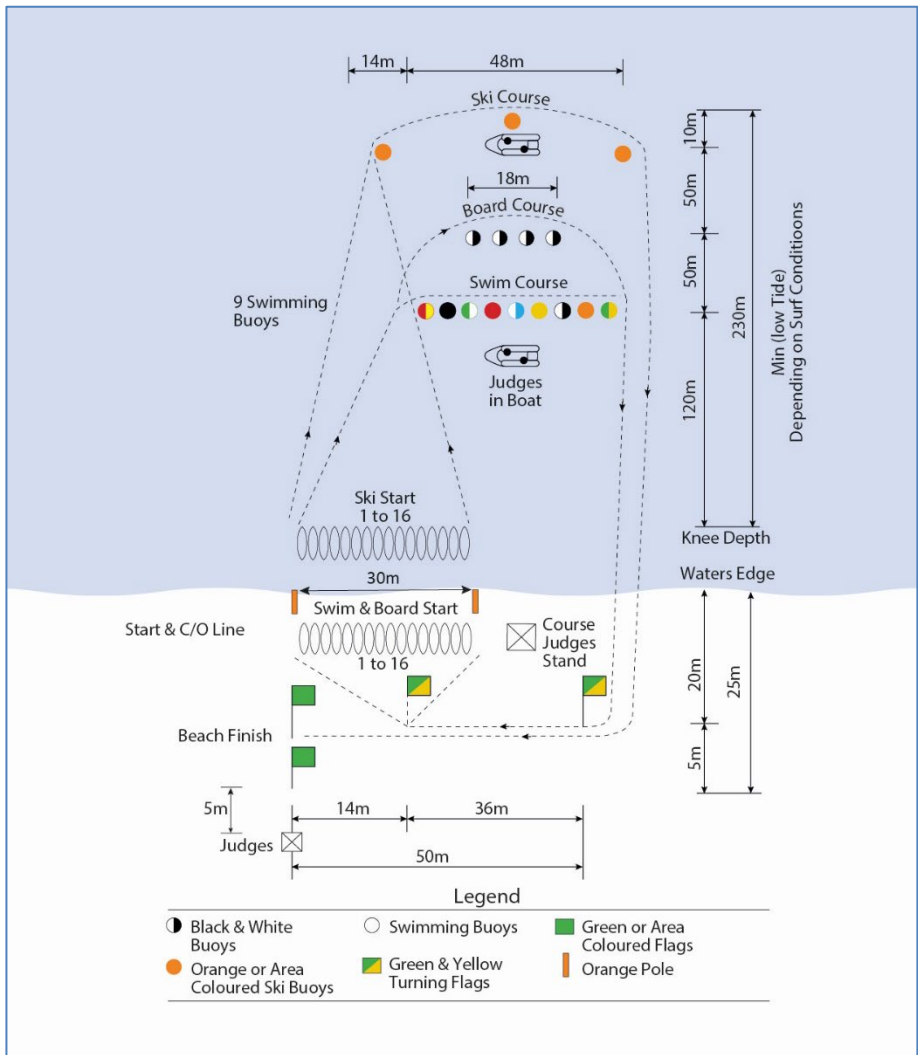 14m
48m
Ski Course
10m
18m
50m
Board Course
50m
Swim Course
9 Swimming
Buoys
Judges
in Boat
120m
230m
Min (low Tide)
Depending on Surf Conditioons
Ski Start
1 to 16
Knee Depth
30m
Waters Edge
Swim & Board Start
Start & C/O Line
1 to 16
Course
Judges
Stand
20m
25m
Beach Finish
5m
5m
14m
36m
Judges
50m
Legend
Black & White
Buoys
Swimming Buoys
Green or Area
Coloured Flags
Orange or Area
Coloured Ski Buoys
Green & Yellow
Turning Flags
Orange Pole